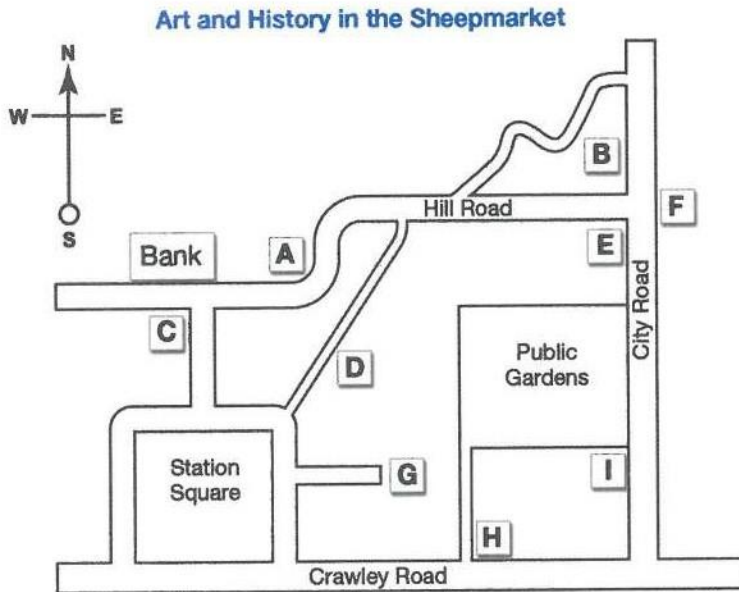 Art and History in the Sheepmarket
N
W E
S
B
Hill Road
F
Bank
A
E
C
City Road
D
Public
Gardens
Station
Square
G
I
H
Crawley Road